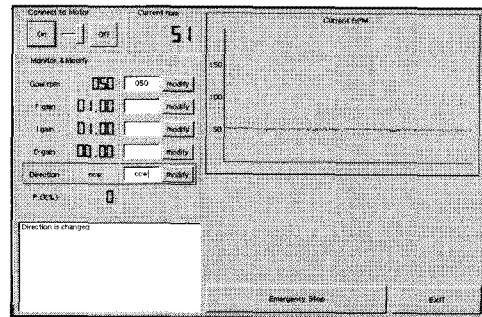 Connect to Motor
Current rpm
On
Off
51
Monitor & Modify
050
050
modify
P gain
01.00
modify
I gain
01.00
modify
D gain
00.00
modify
Direction
ccw
ccw
modify
0
Direction is changed
Current RPM
150
100
50
Emergency Stop
EXIT